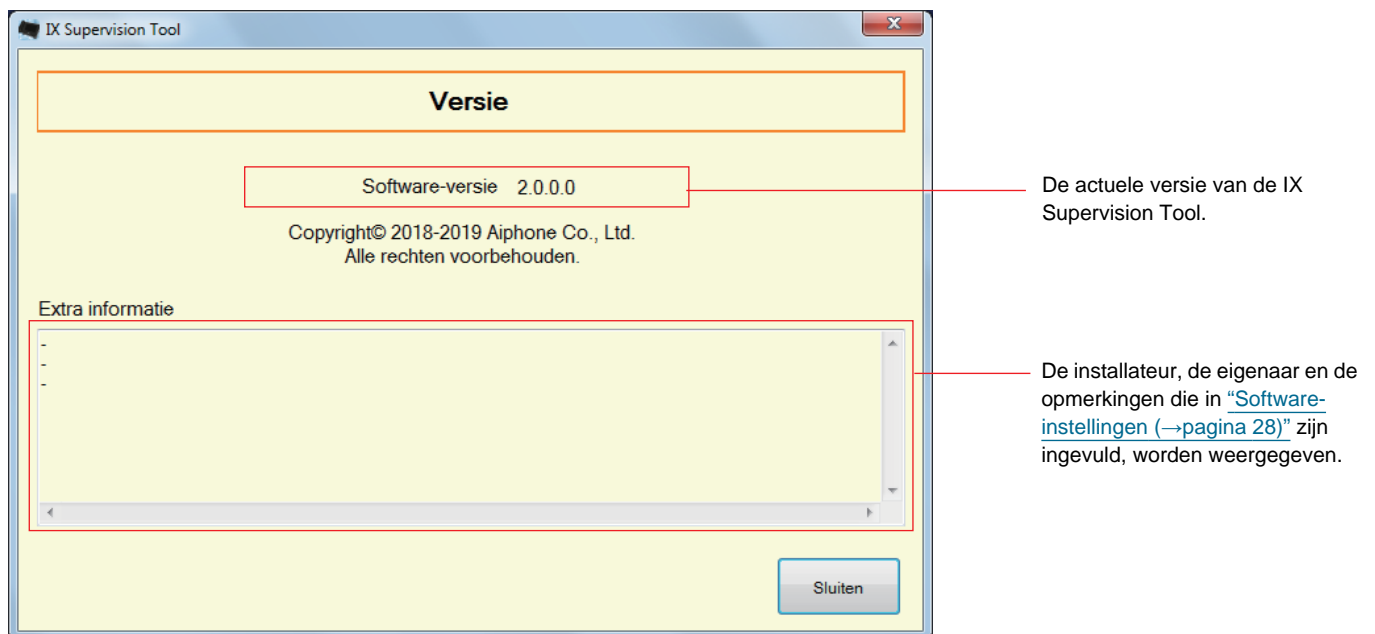 IX Supervision Tool
Versie
Software-versie 2.0.0.0
Copyright© 2018-2019 Aiphone Co., Ltd.
Alle rechten voorbehouden.
Extra informatie
-
-
-
Sluiten
De actuele versie van de IX
Supervision Tool.
De installateur, de eigenaar en de
opmerkingen die in “Software-
instellingen (→pagina 28)” zijn
ingevuld, worden weergegeven.